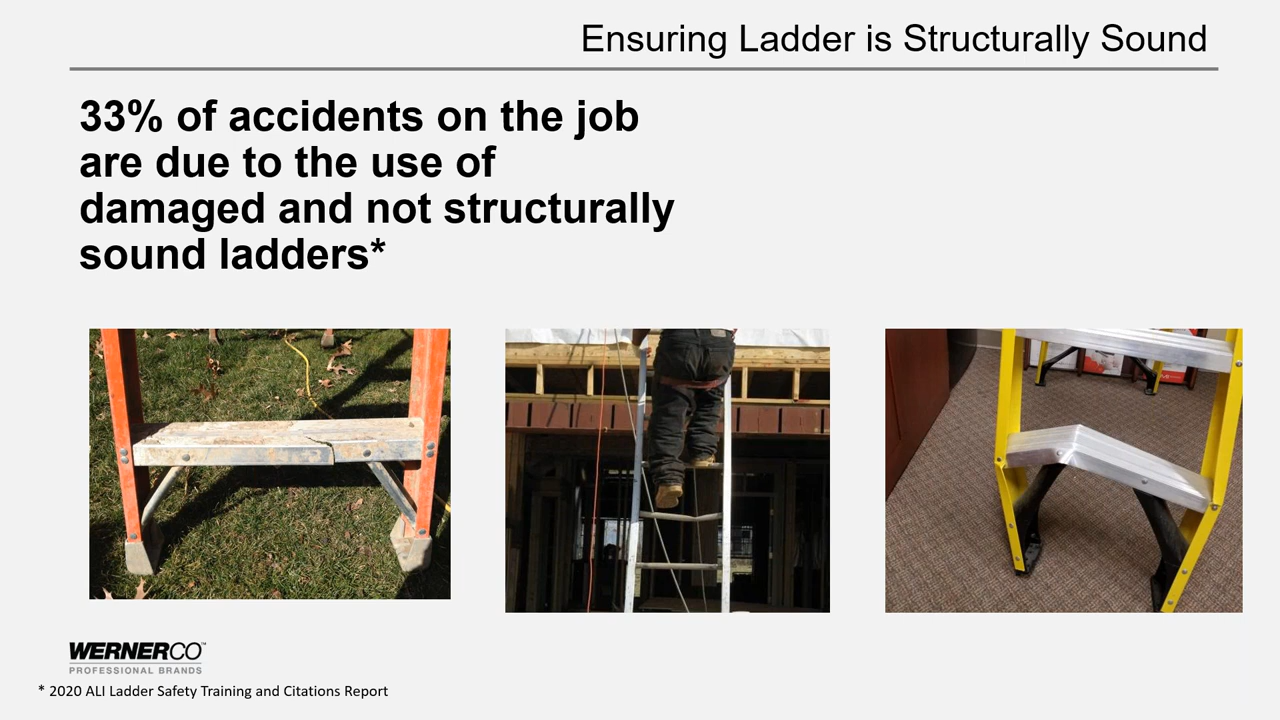 Ensuring Ladder is Structurally Sound
33% of accidents on the job
are due to the use of
damaged and not structurally
sound ladders*
WERNERCO™
PROFESSIONAL BRANDS
* 2020 ALI Ladder Safety Training and Citations Report